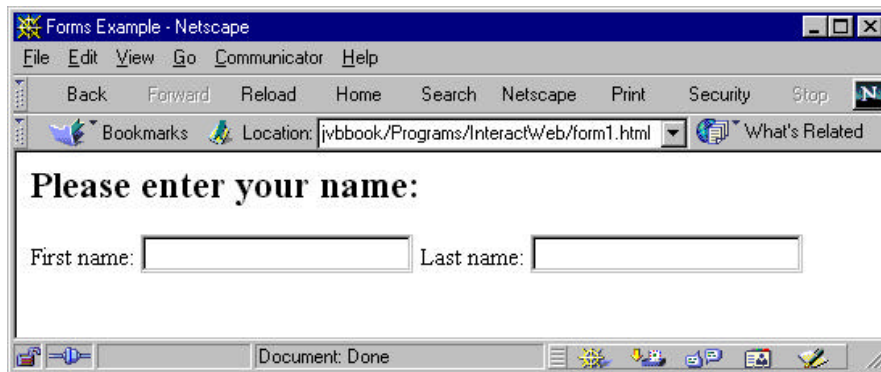 Forms Example - Netscape
File Edit View Go Communicator Help
Back Forward Reload Home Search Netscape Print Security Stop N
Bookmarks Location: jvbbook/Programs/InteractWeb/form1.html What's Related
Please enter your name:
First name: Last name:
Document: Done